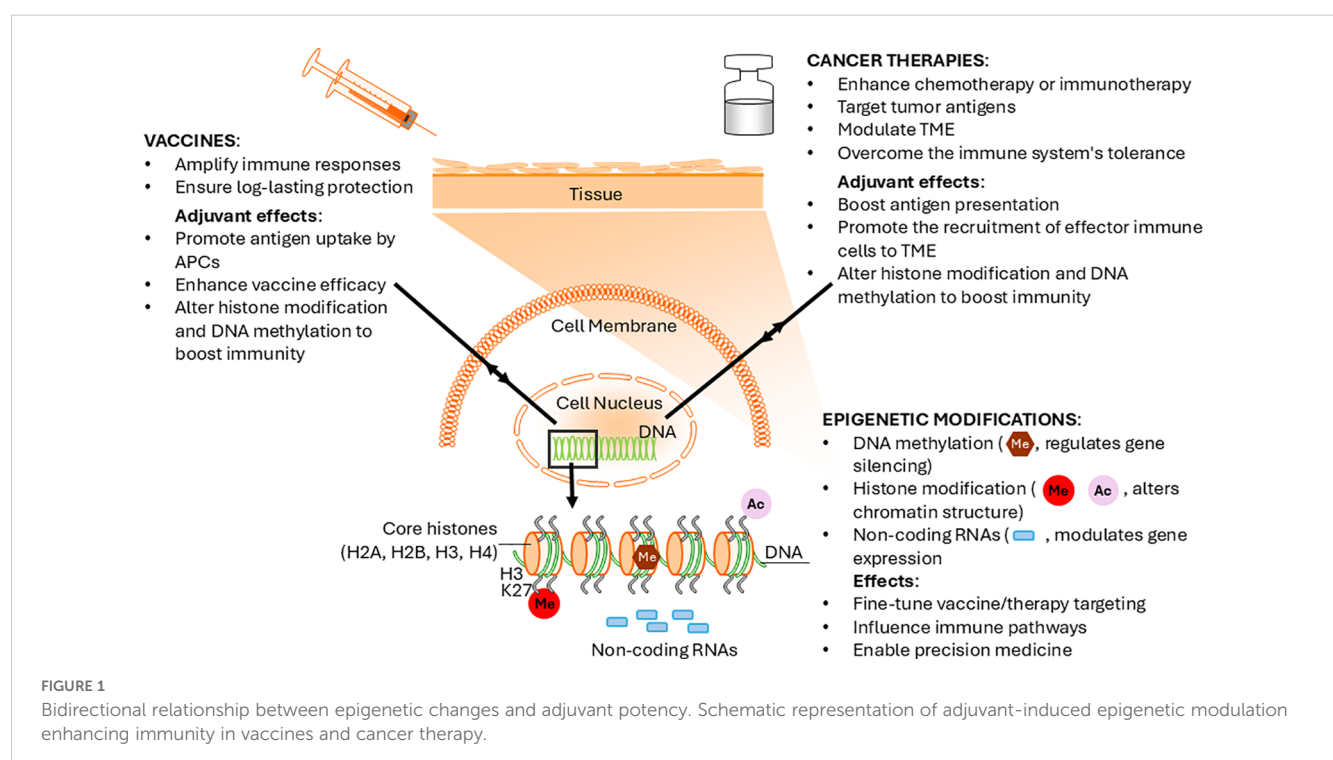 VACCINES:
• Amplify immune responses
• Ensure log-lasting protection
Adjuvant effects:
• Promote antigen uptake by
APCs
• Enhance vaccine efficacy
• Alter histone modification
and DNA methylation to
boost immunity
CANCER THERAPIES:
• Enhance chemotherapy or immunotherapy
• Target tumor antigens
• Modulate TME
• Overcome the immune system's tolerance
Adjuvant effects:
• Boost antigen presentation
• Promote the recruitment of effector immune
cells to TME
• Alter histone modification and DNA
methylation to boost immunity
Tissue
Cell Membrane
Cell Nucleus
DNA
Core histones
(H2A, H2B, H3, H4)
H3
K27
Me
Me
Ac
DNA
Non-coding RNAs
EPIGENETIC MODIFICATIONS:
• DNA methylation ( Me , regulates gene
silencing)
• Histone modification ( Me Ac , alters
chromatin structure)
• Non-coding RNAs ( , modulates gene
expression
Effects:
• Fine-tune vaccine/therapy targeting
• Influence immune pathways
• Enable precision medicine
FIGURE 1
Bidirectional relationship between epigenetic changes and adjuvant potency. Schematic representation of adjuvant-induced epigenetic modulation
enhancing immunity in vaccines and cancer therapy.